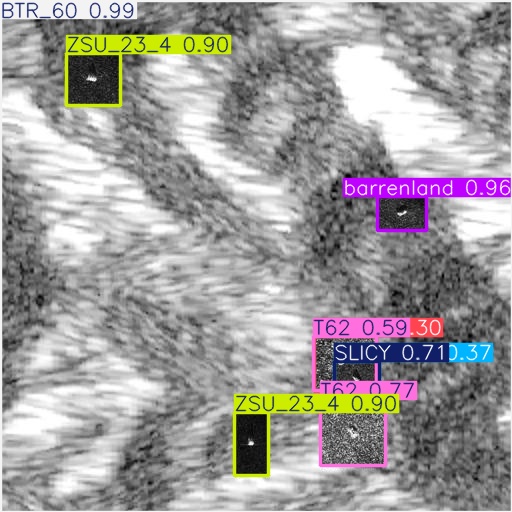 BTR_60 0.99
ZSU_23_4 0.90
barrenland 0.96
T62 0.59 .30
SLICY 0.71 0.37
T62 0.77
ZSU_23_4 0.90